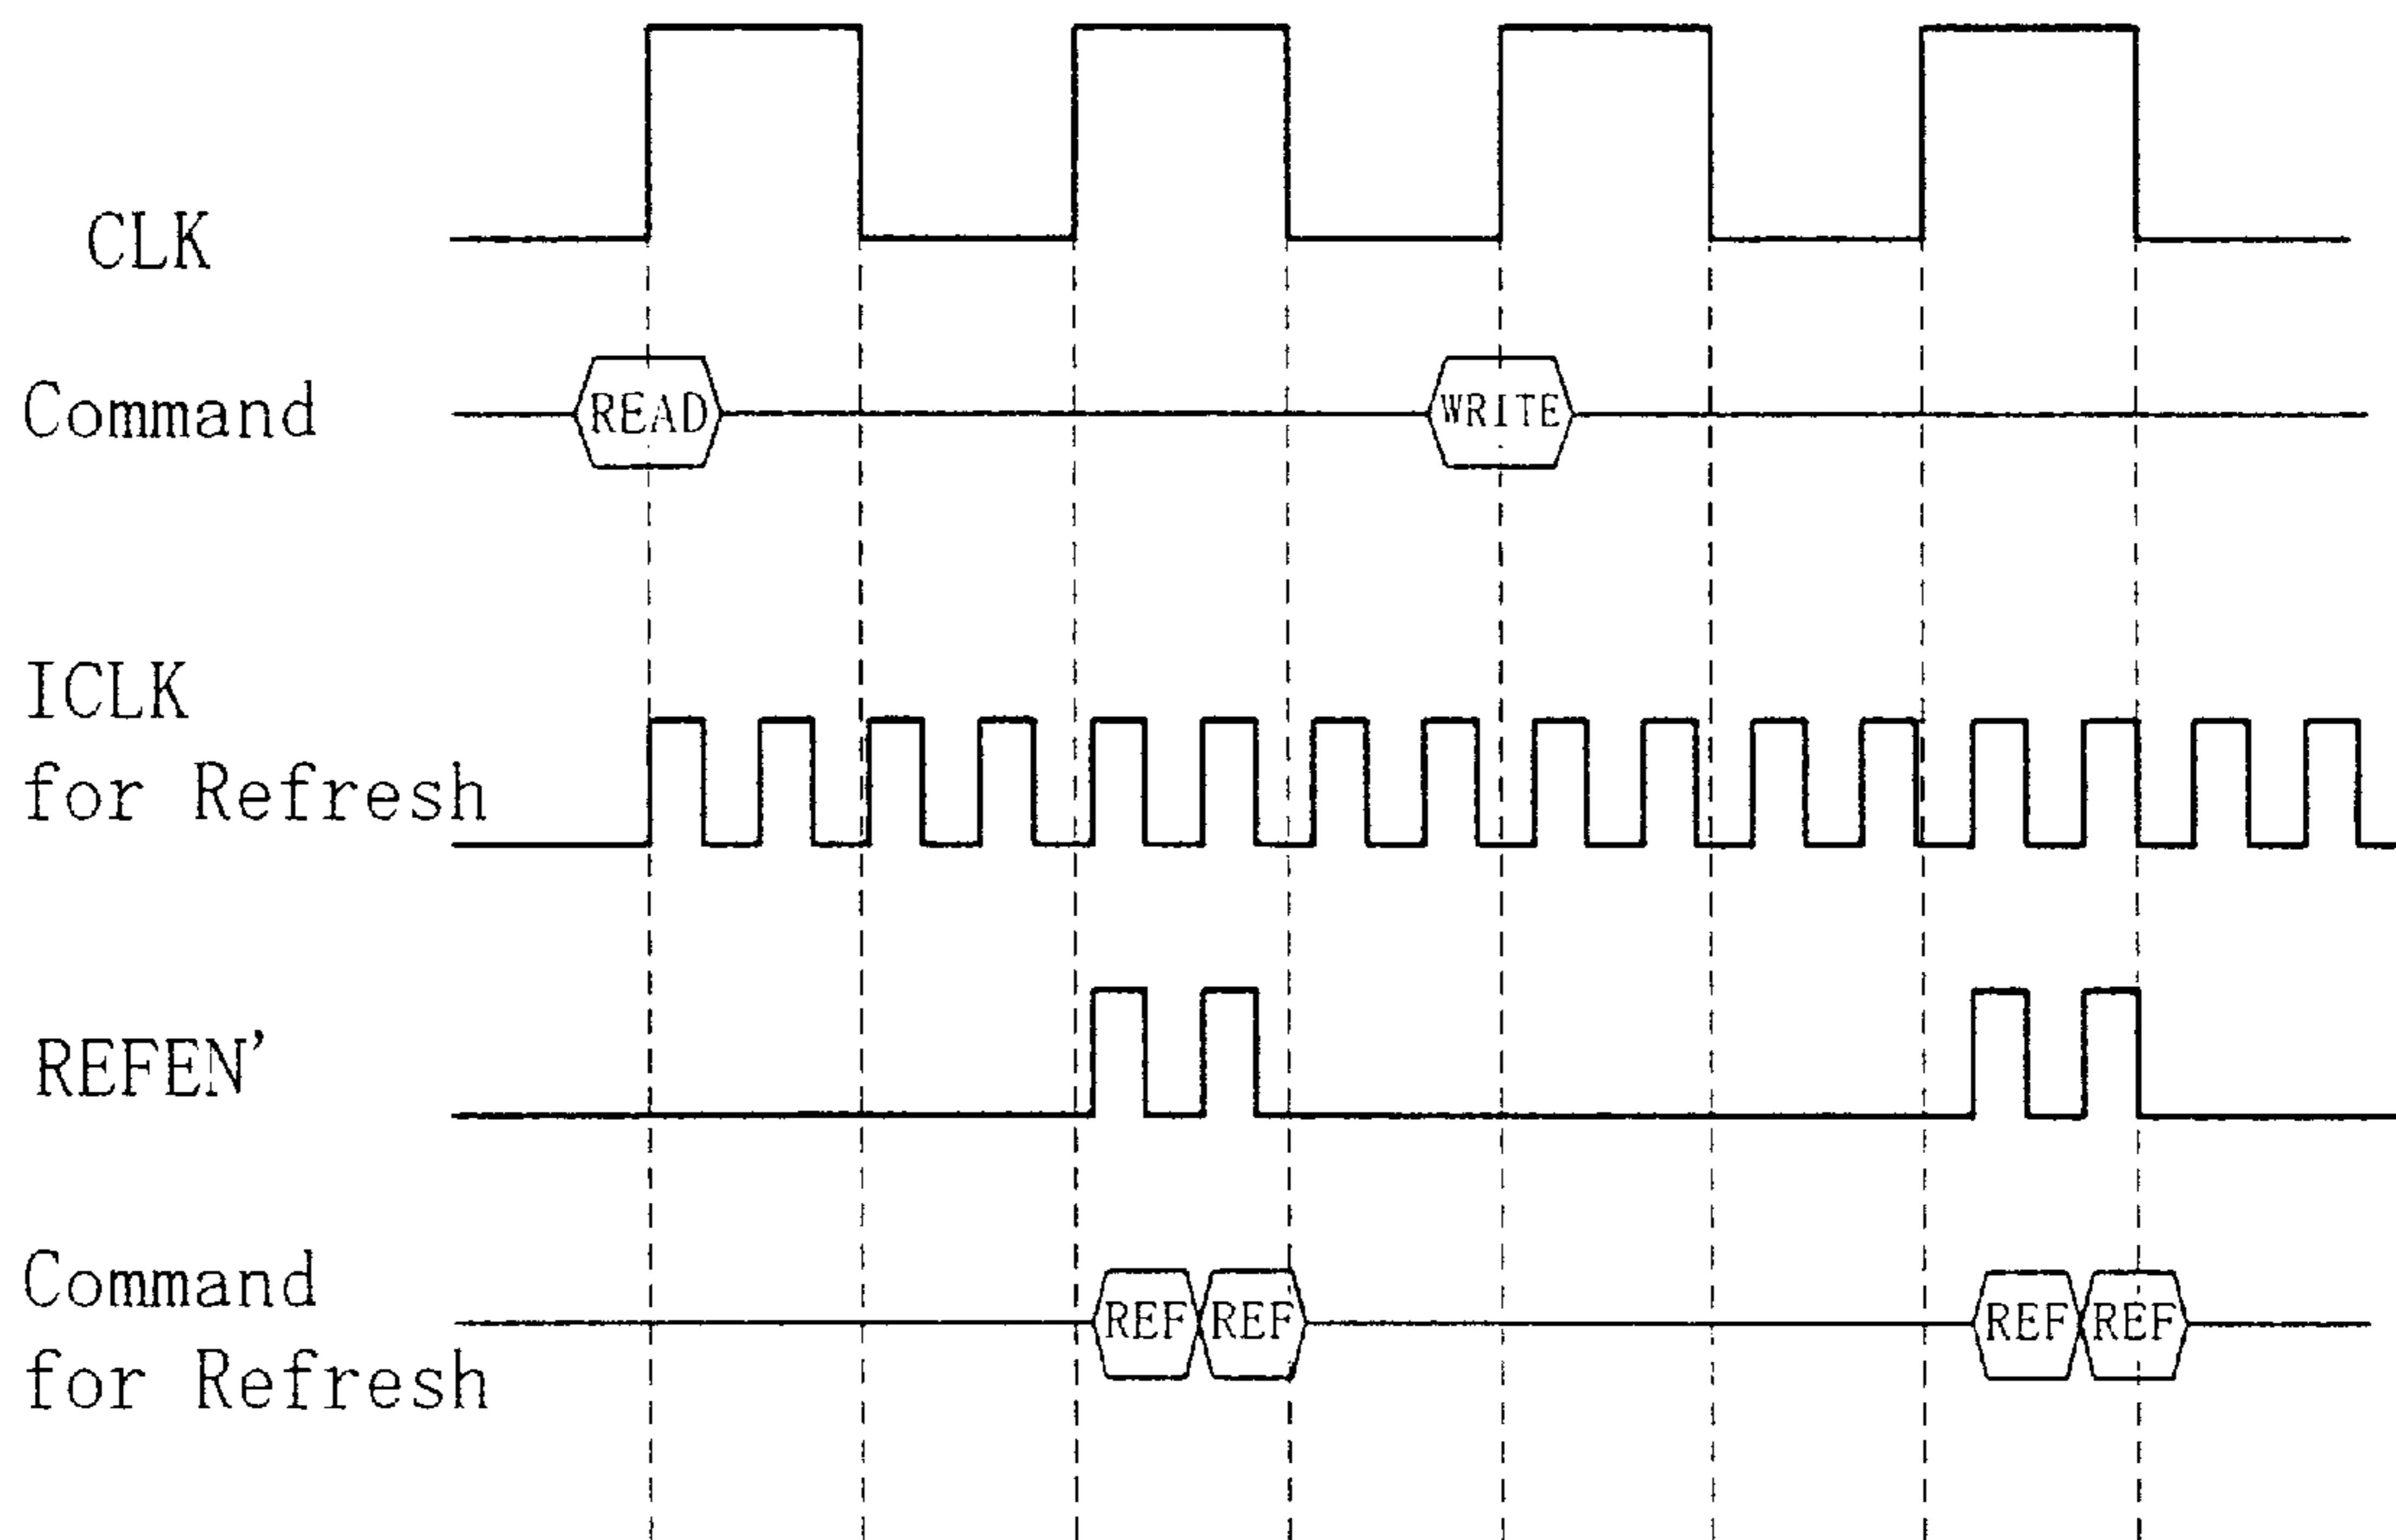 CLK
Command
READ
WRITE
ICLK
for Refresh
REFEN'
Command
for Refresh
REF REF
REF REF